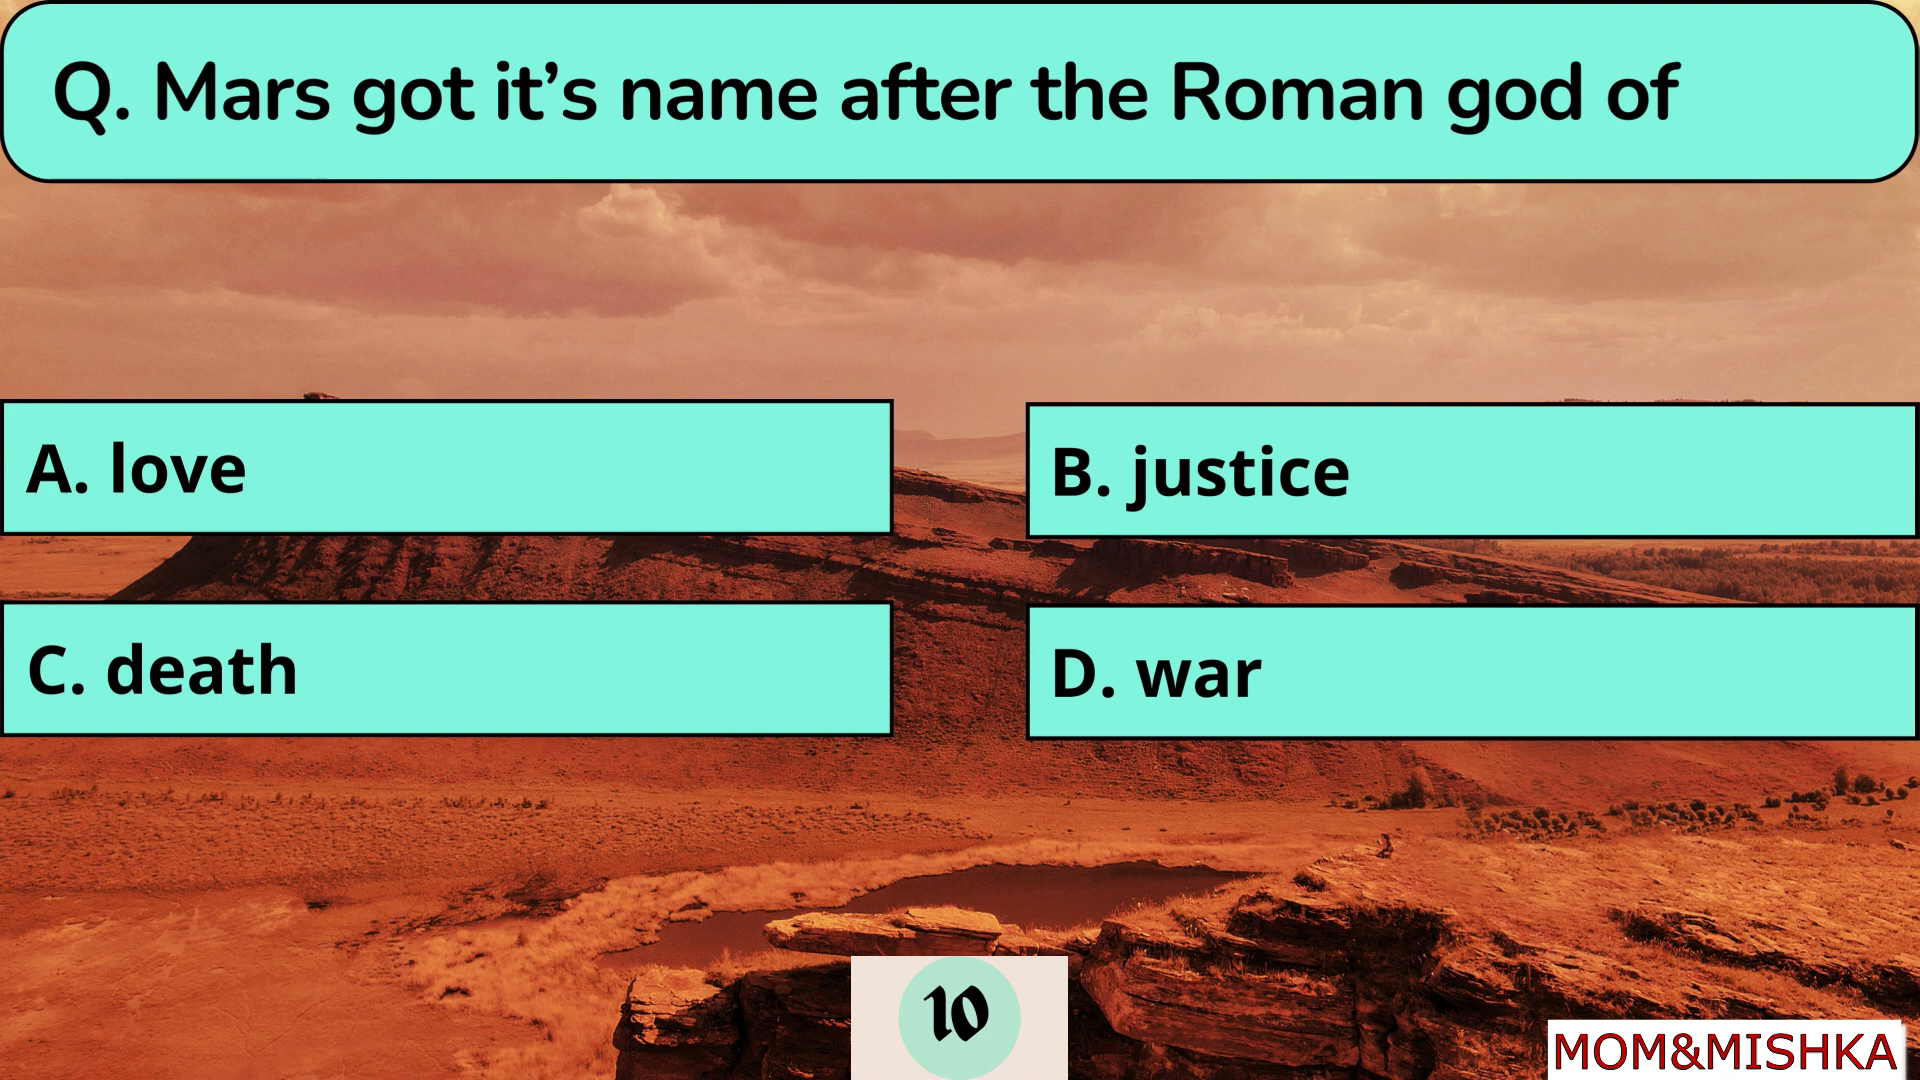 Q. Mars got it’s name after the Roman god of
A. love
B. justice
C. death
D. war
10
MOM&MISHKA